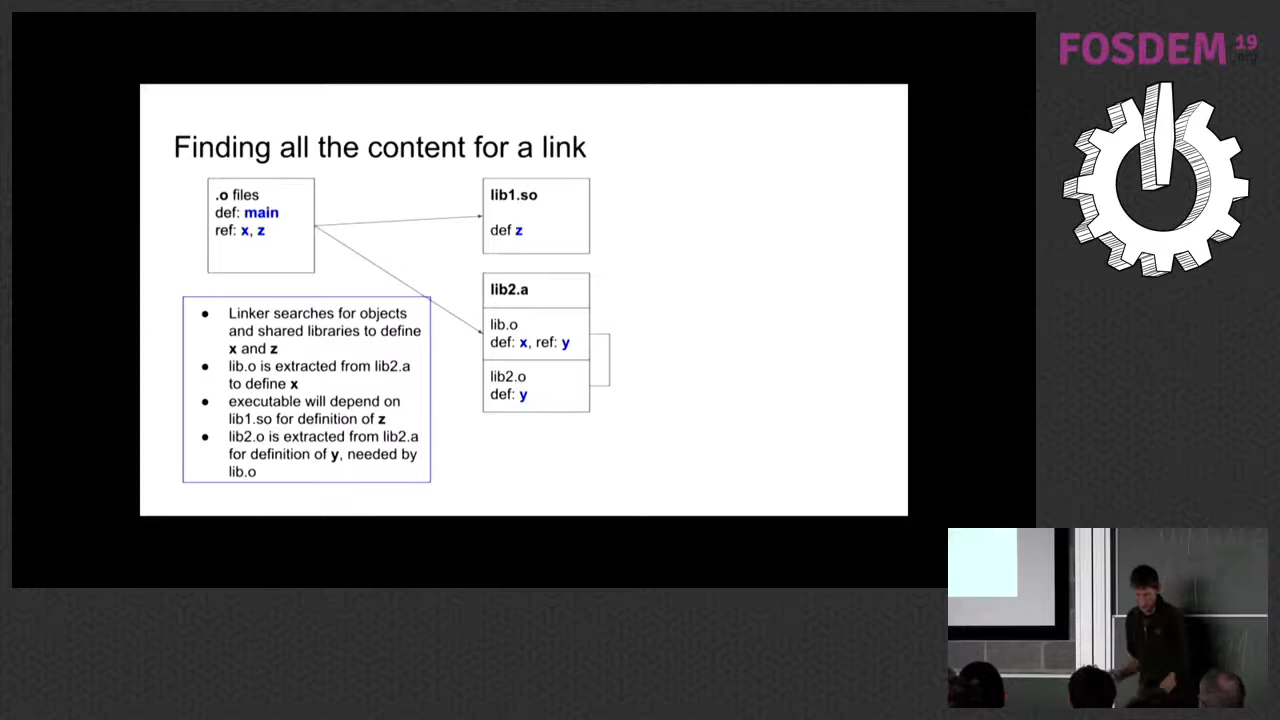 FOSDEM 19
.org
Finding all the content for a link
.o files
def: main
ref: x, z
lib1.so
def z
lib2.a
lib.o
def: x, ref: y
lib2.o
def: y
● Linker searches for objects
and shared libraries to define
x and z
● lib.o is extracted from lib2.a
to define x
● executable will depend on
lib1.so for definition of z
● lib2.o is extracted from lib2.a
for definition of y, needed by
lib.o